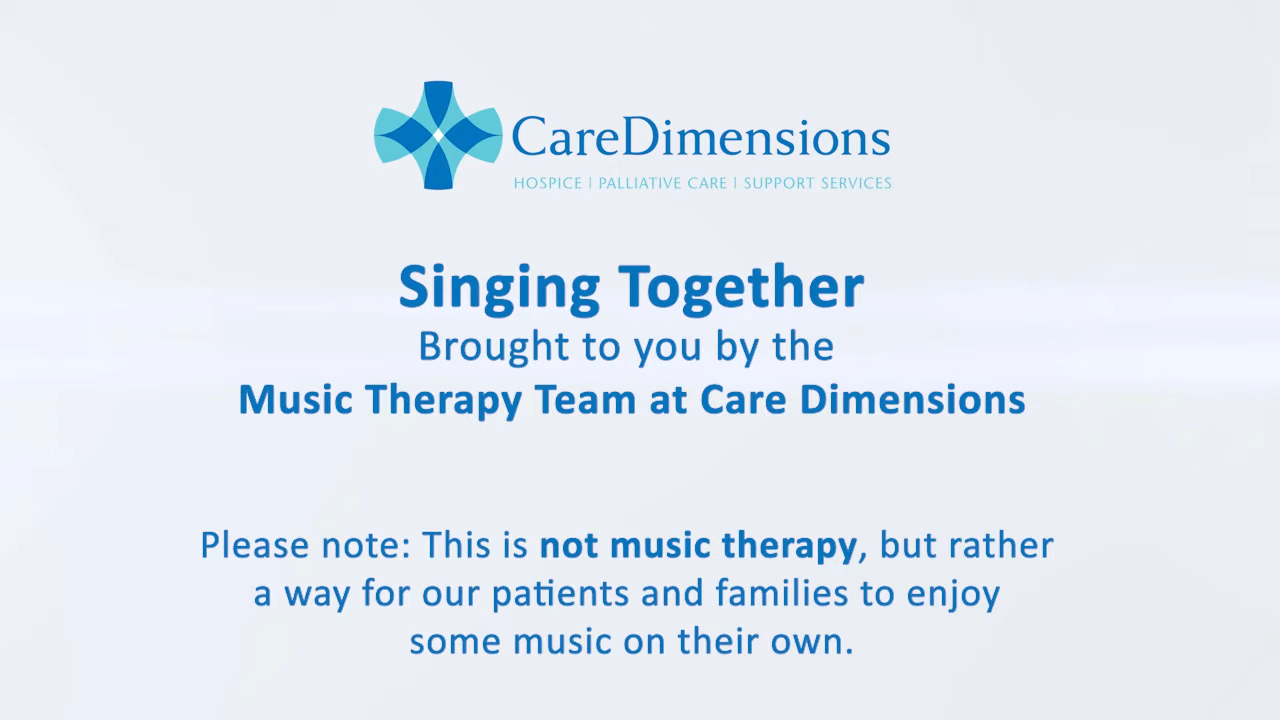 CareDimensions
HOSPICE | PALLIATIVE CARE | SUPPORT SERVICES
Singing Together
Brought to you by the
Music Therapy Team at Care Dimensions
Please note: This is not music therapy, but rather
a way for our patients and families to enjoy
some music on their own.